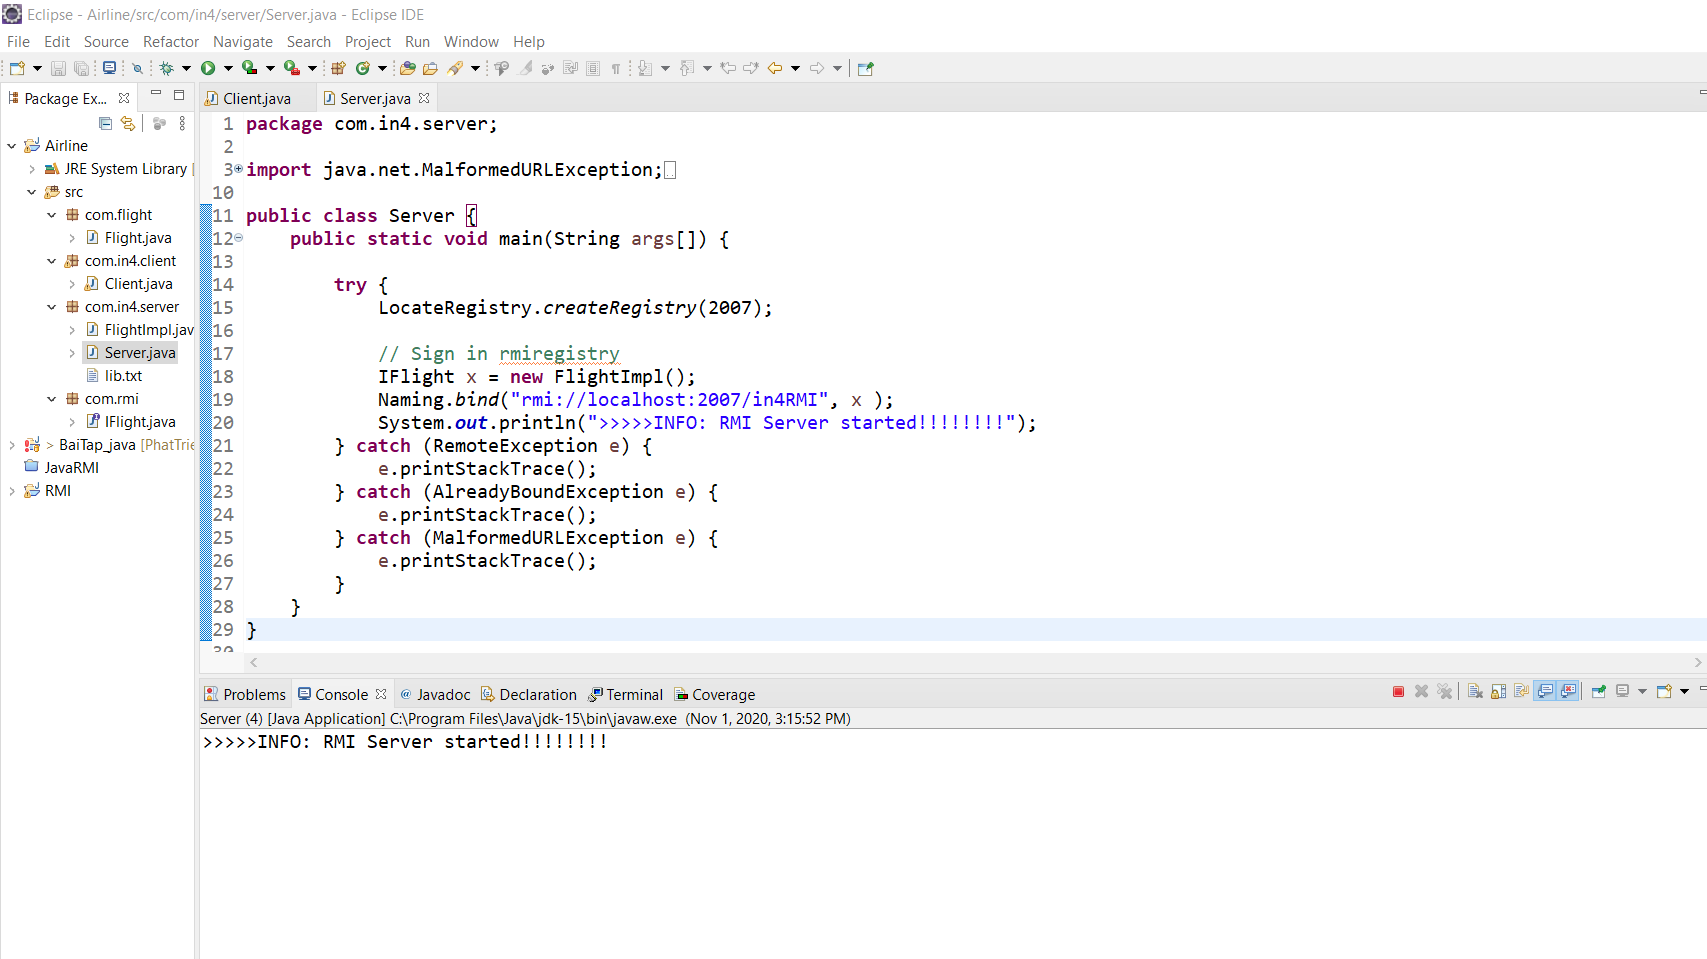 Eclipse - Airline/src/com/in4/server/Server.java - Eclipse IDE
File Edit Source Refactor Navigate Search Project Run Window Help
Package Ex...
Client.java
Server.java
Airline
JRE System Library [
src
com.flight
Flight.java
com.in4.client
Client.java
com.in4.server
FlightImpl.jav
Server.java
lib.txt
com.rmi
IFlight.java
> BaiTap_java [PhatTrie
JavaRMI
RMI
1 package com.in4.server;
2
3 import java.net.MalformedURLException;
10
11 public class Server {
12 public static void main(String args[]) {
13
14 try {
15 LocateRegistry.createRegistry(2007);
16
17 // Sign in rmiregistry
18 IFlight x = new FlightImpl();
19 Naming.bind("rmi://localhost:2007/in4RMI", x );
20 System.out.println(">>>>>INFO: RMI Server started!!!!!!!!");
21 } catch (RemoteException e) {
22 e.printStackTrace();
23 } catch (AlreadyBoundException e) {
24 e.printStackTrace();
25 } catch (MalformedURLException e) {
26 e.printStackTrace();
27 }
28 }
29 }
30
Problems Console @ Javadoc Declaration Terminal Coverage
Server (4) [Java Application] C:\Program Files\Java\jdk-15\bin\javaw.exe (Nov 1, 2020, 3:15:52 PM)
>>>>>INFO: RMI Server started!!!!!!!!